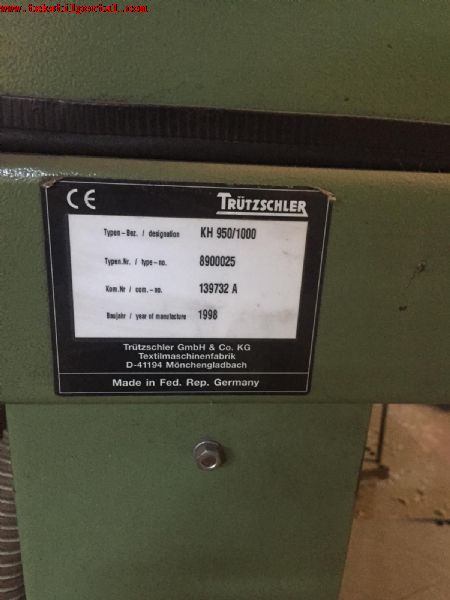 www.tekstilportal.com
CE TRÜTZSCHLER
Typen-Bez. / designation KH 950/1000
Typen.Nr. / type-no. 8900025
Kom.Nr / com.-no. 139732 A
Baujahr / year of manufacture 1998
Trützschler GmbH & Co. KG
Textilmaschinenfabrik
D-41194 Mönchengladbach
Made in Fed. Rep. Germany